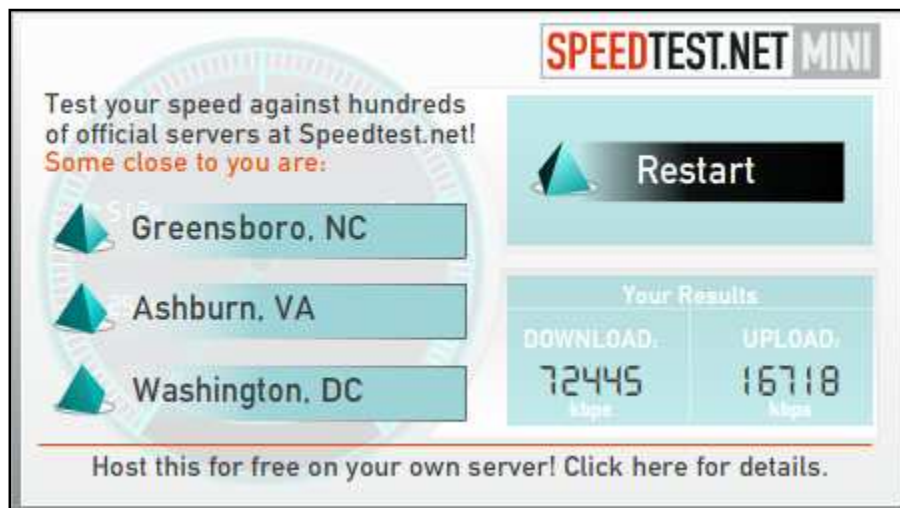 SPEEDTEST.NET MINI
Test your speed against hundreds
of official servers at Speedtest.net!
Some close to you are:
Greensboro, NC
Ashburn, VA
Washington, DC
Restart
Your Results
DOWNLOAD: UPLOAD:
72445 16718
kbps kbps
Host this for free on your own server! Click here for details.